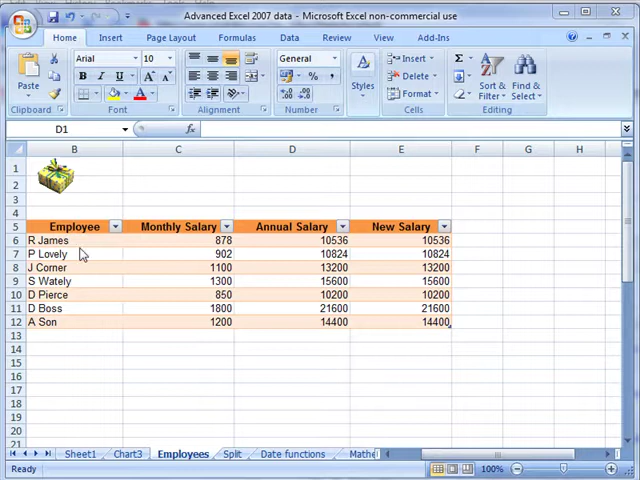 Advanced Excel 2007 data - Microsoft Excel non-commercial use
Home Insert Page Layout Formulas Data Review View Add-Ins
Arial 10 General Insert Σ
Paste B I U $ % , Styles Delete Sort & Filter Find & Select
Format
Clipboard Font Alignment Number Cells Editing
D1 fx
B C D E F G H
1
2
3
4
5 Employee Monthly Salary Annual Salary New Salary
6 R James 878 10536 10536
7 P Lovely 902 10824 10824
8 J Corner 1100 13200 13200
9 S Wately 1300 15600 15600
10 D Pierce 850 10200 10200
11 D Boss 1800 21600 21600
12 A Son 1200 14400 14400
13
14
15
16
17
18
19
20
21
Sheet1 Chart3 Employees Split Date functions Mathe
Ready 100%